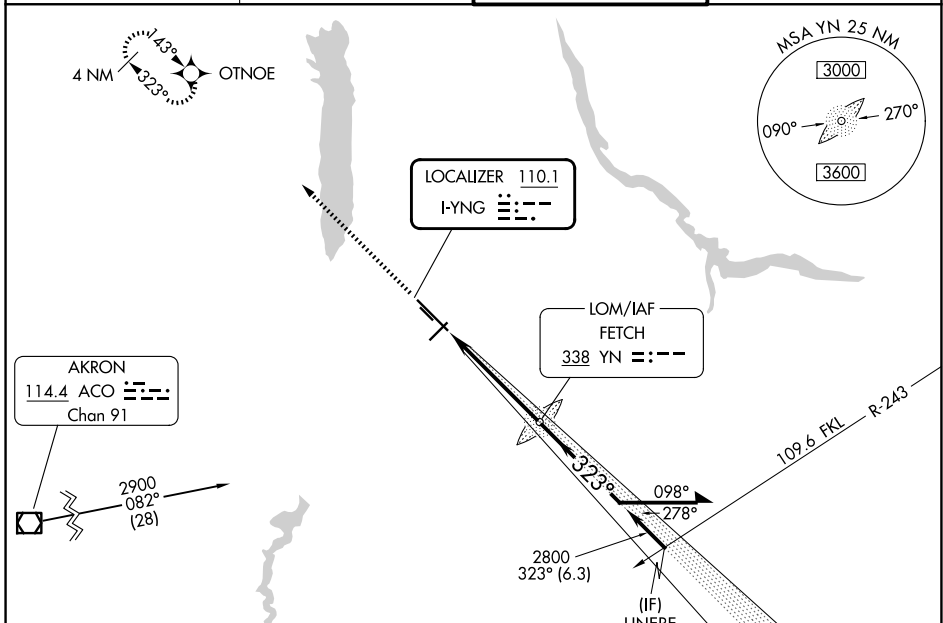 MSA YN 25 NM
3000
090°
270°
3600
143°
4 NM
323°
OTNOE
LOCALIZER 110.1
I-YNG
LOM/IAF
FETCH
338 YN
AKRON
114.4 ACO
Chan 91
2900
082°
(28)
109.6 FKL R-243
323°
098°
278°
2800
323° (6.3)
(IF)